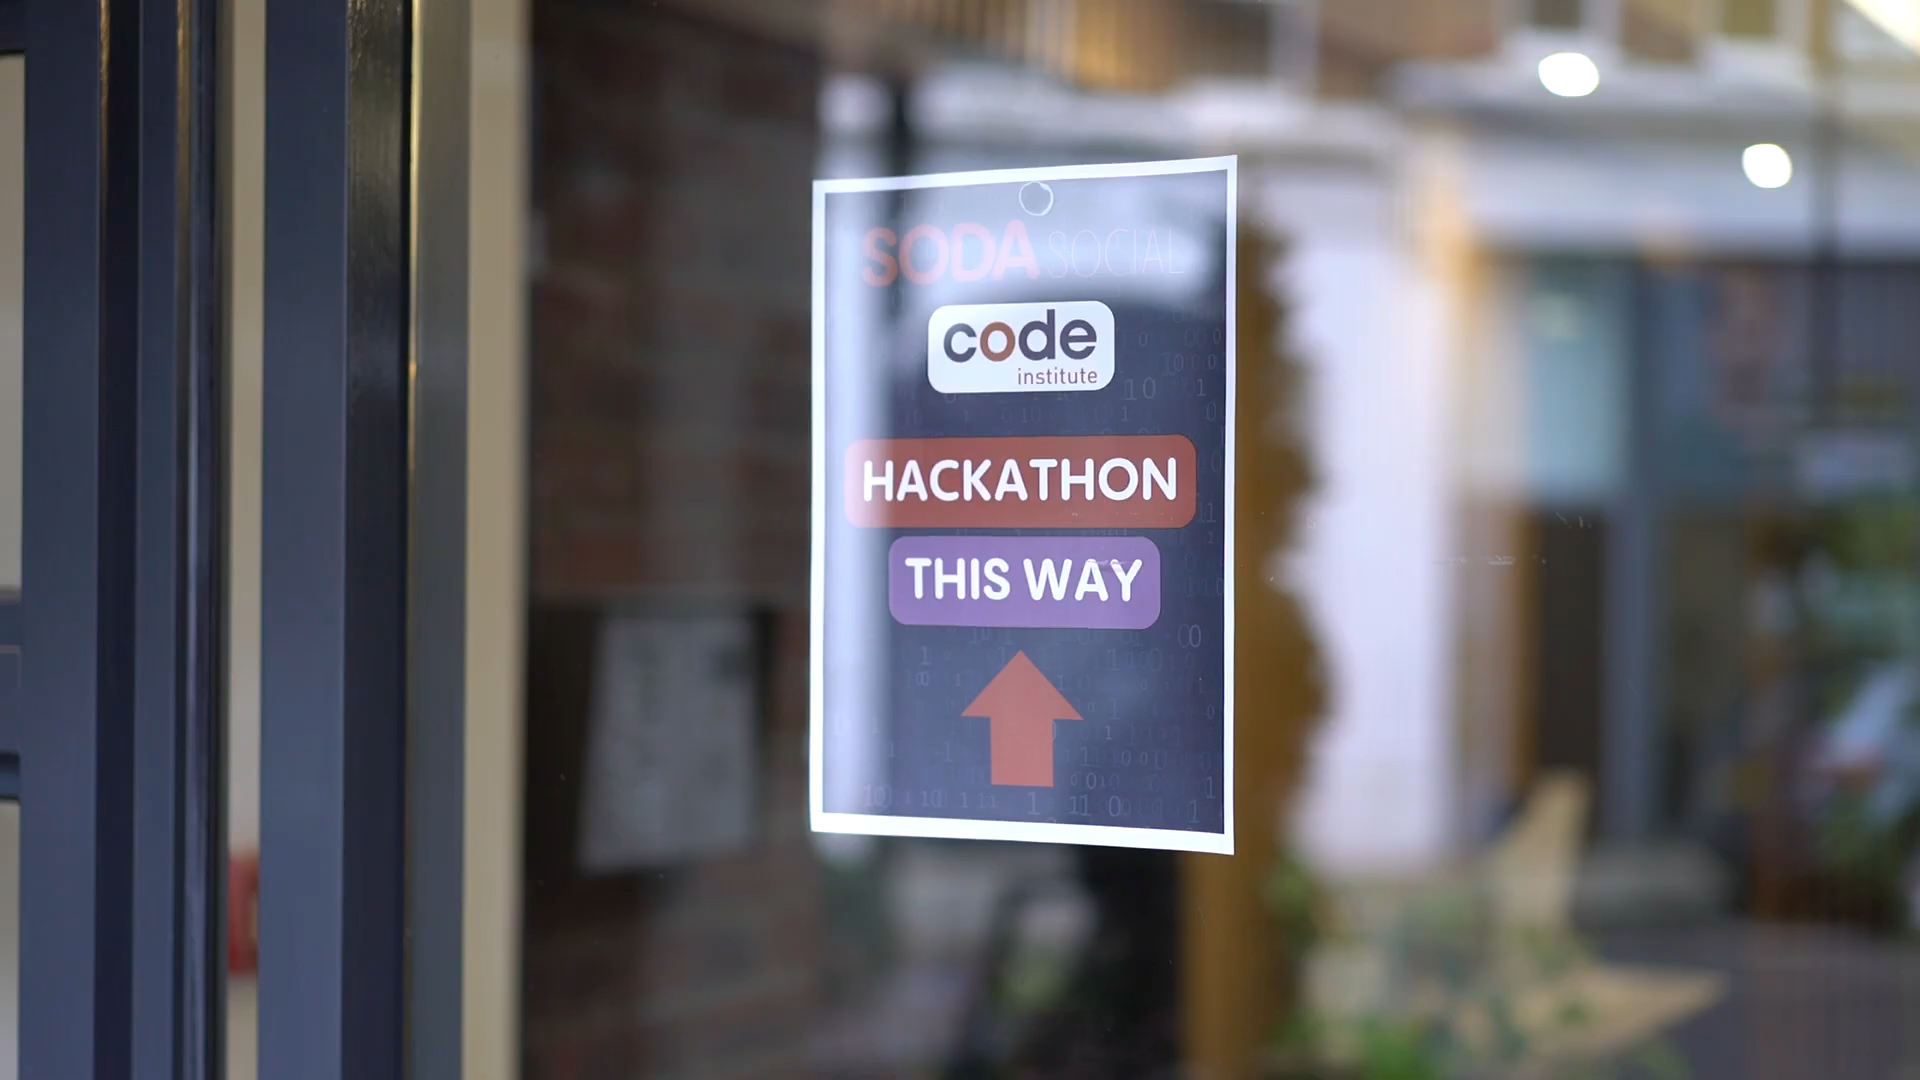 SODA SOCIAL
code
institute
HACKATHON
THIS WAY